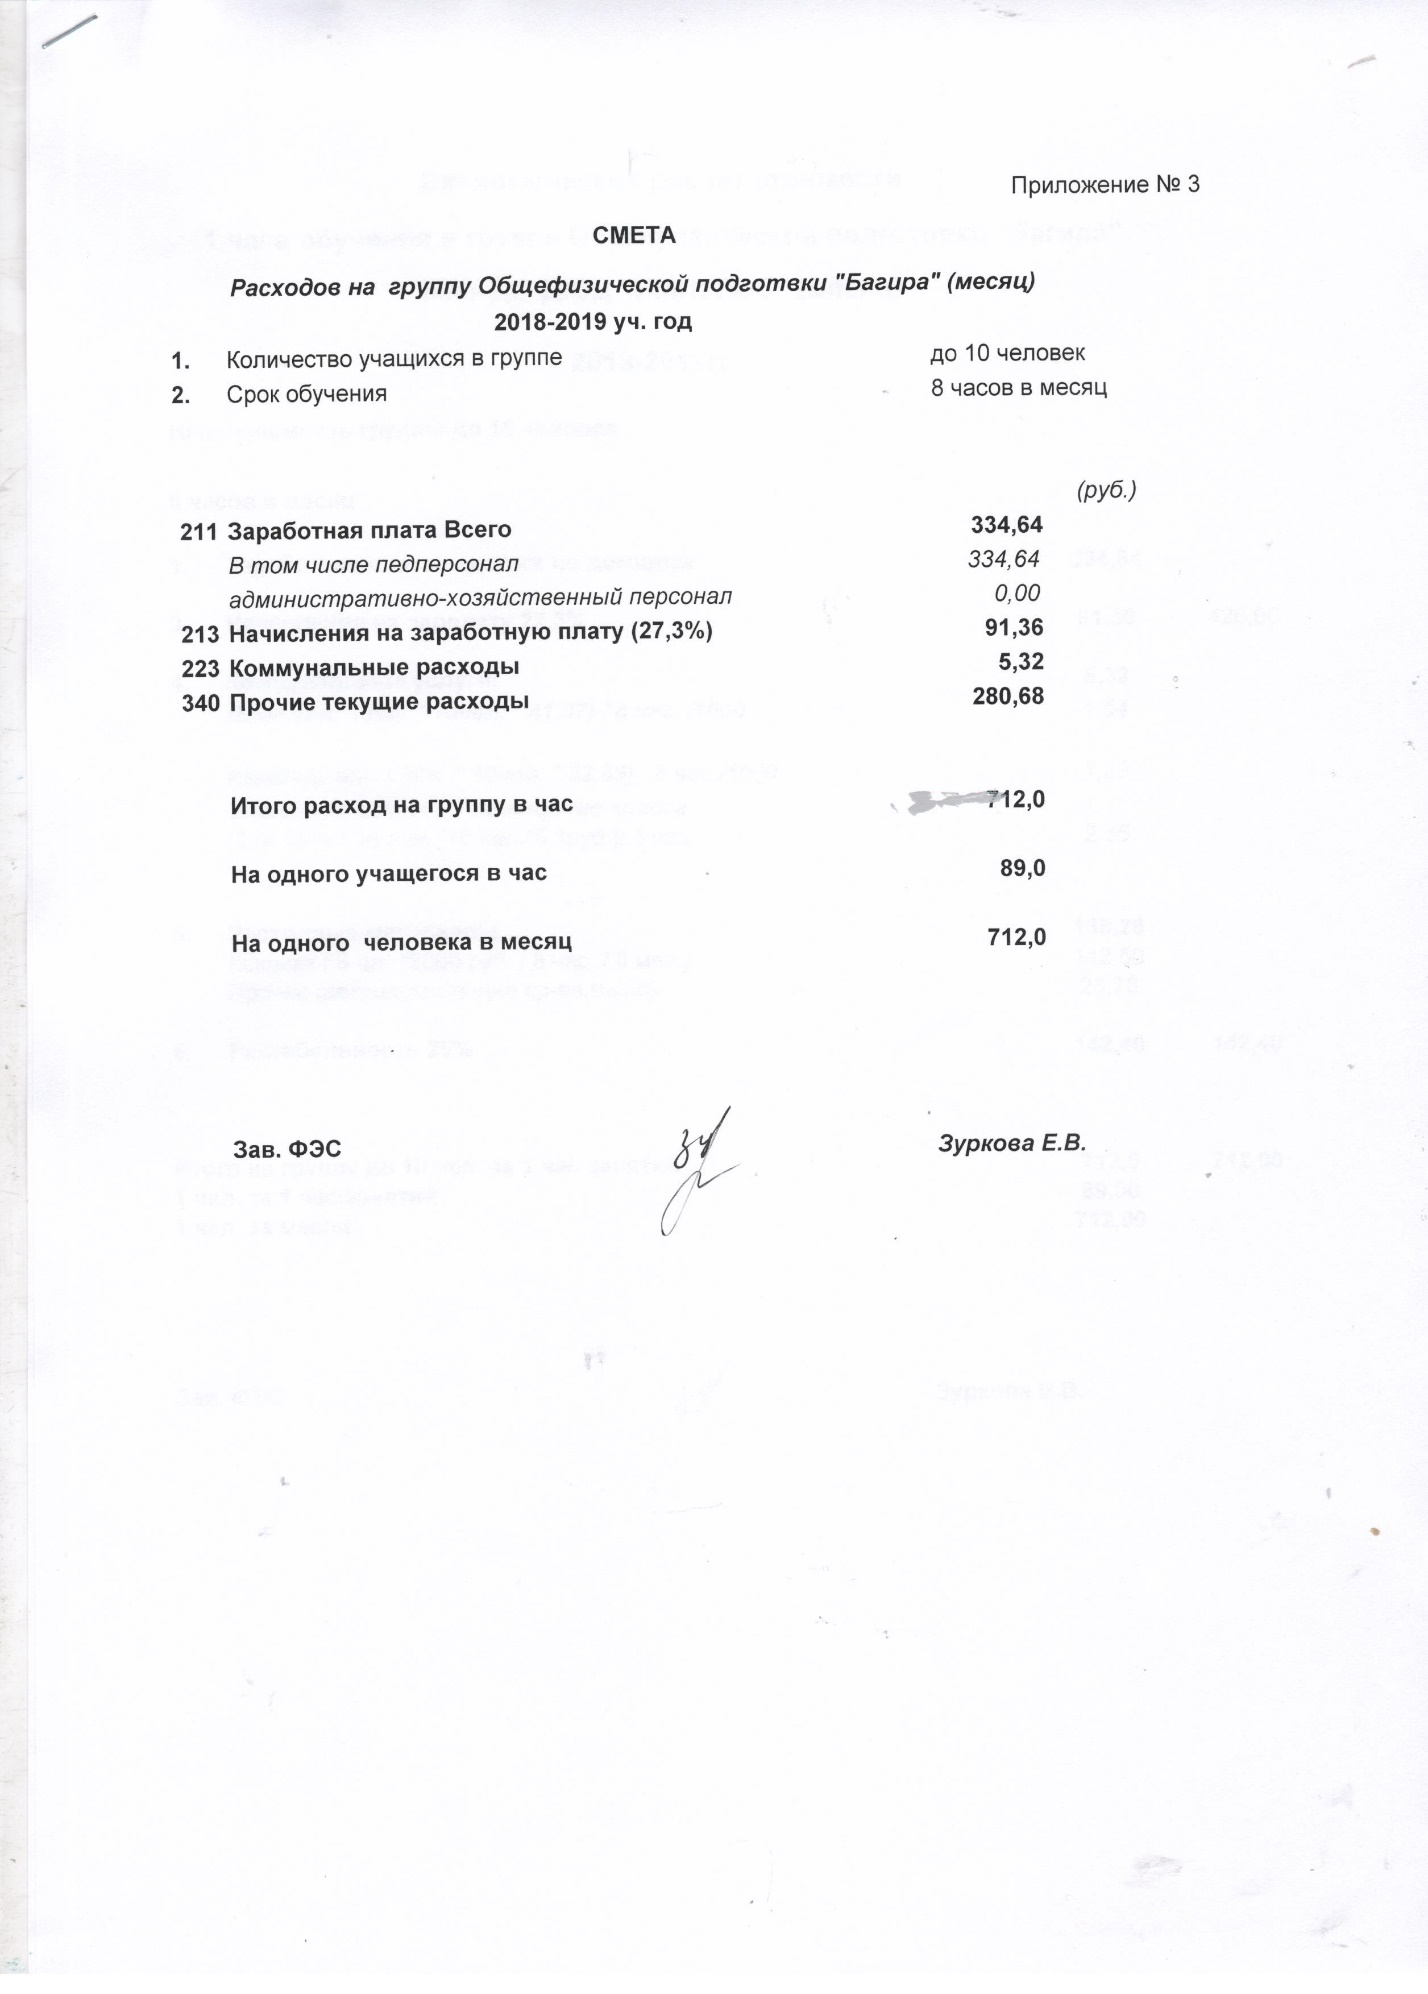 Приложение № 3
СМЕТА
Расходов на группу Общефизической подготвки "Багира" (месяц)
2018-2019 уч. год
1. Количество учащихся в группе до 10 человек
2. Срок обучения 8 часов в месяц
(руб.)
211 Заработная плата Всего 334,64
В том числе педперсонал 334,64
административно-хозяйственный персонал 0,00
213 Начисления на заработную плату (27,3%) 91,36
223 Коммунальные расходы 5,32
340 Прочие текущие расходы 280,68
Итого расход на группу в час 712,0
На одного учащегося в час 89,0
На одного человека в месяц 712,0
Зав. ФЭС Зуркова Е.В.